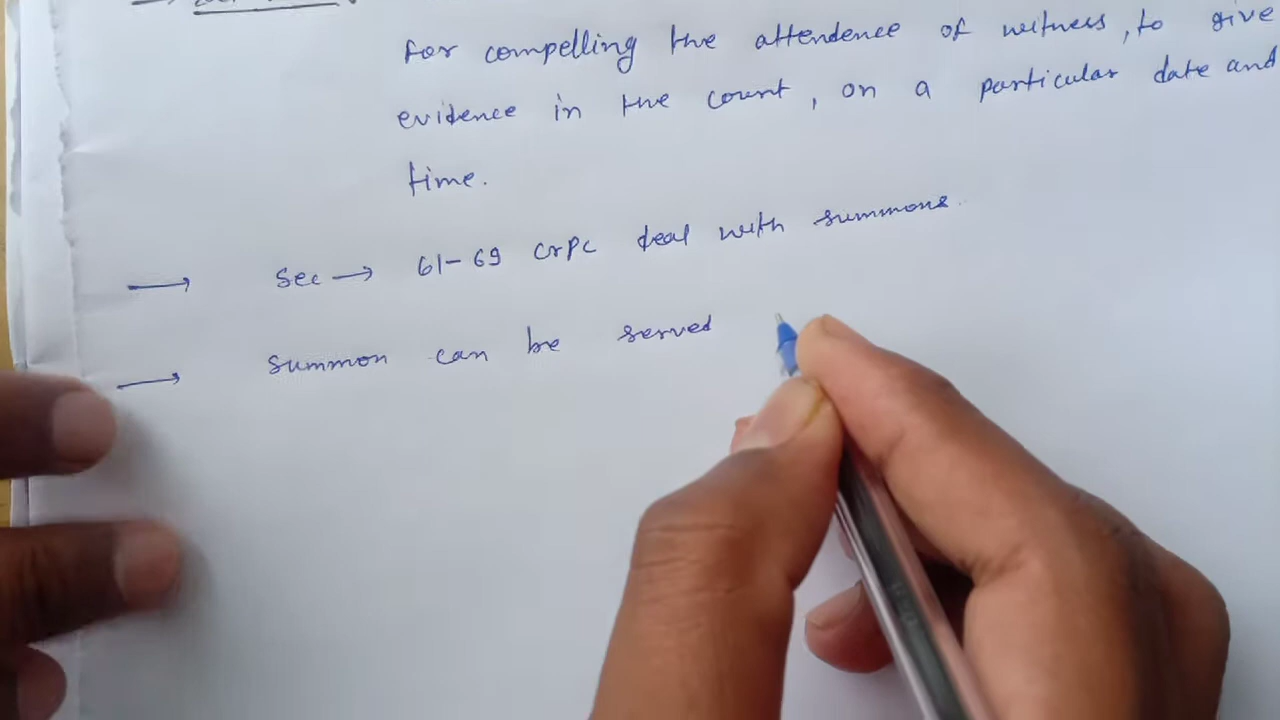 for compelling the attendence of witness, to give
evidence in the court, on a particular date and
time.
→ Sec → 61-69 CrPC deal with summons.
→ Summon can be served